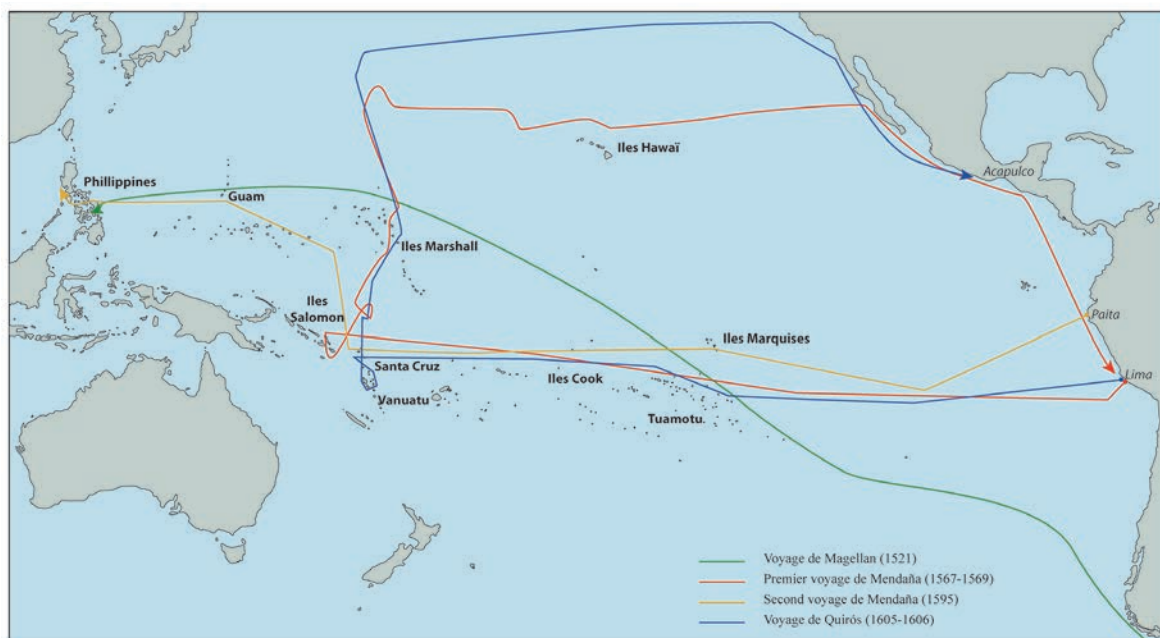 Iles Hawaï
Acapulco
Phillippines
Guam
Iles Marshall
Iles
Salomon
Paita
Iles Marquises
Santa Cruz
Iles Cook
Lima
Vanuatu
Tuamotu
Voyage de Magellan (1521)
Premier voyage de Mendaña (1567-1569)
Second voyage de Mendaña (1595)
Voyage de Quirós (1605-1606)